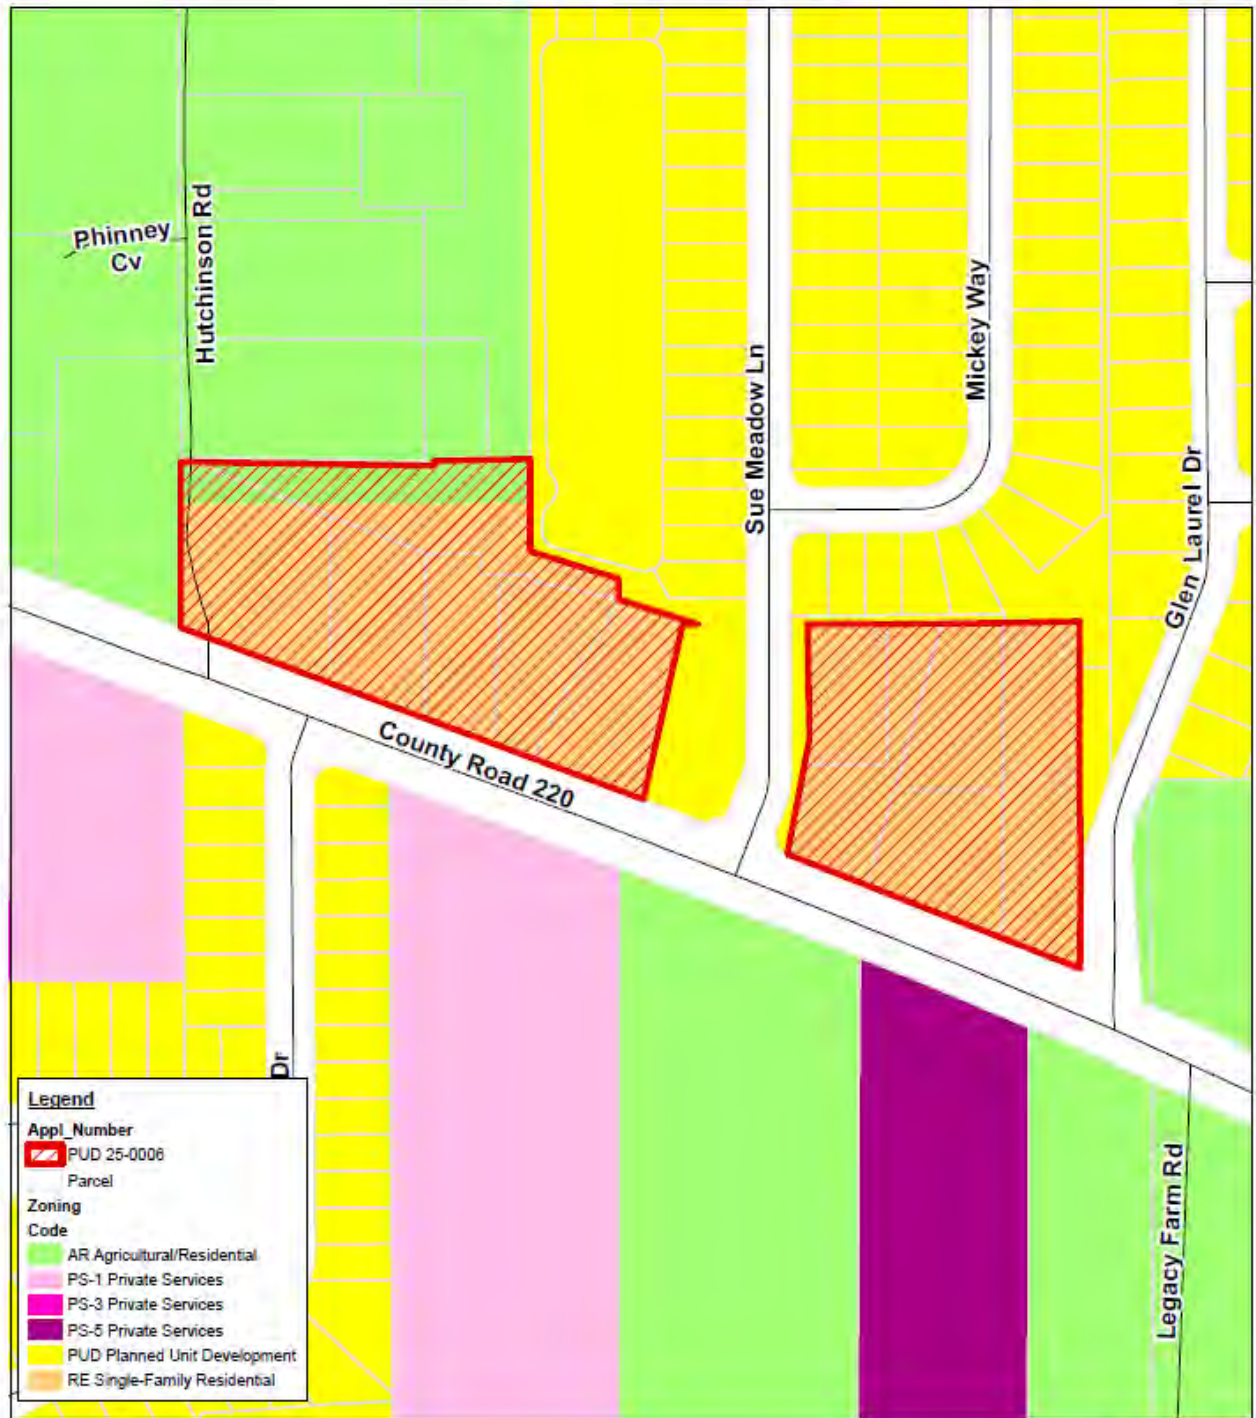 Phinney
Cv
Hutchinson Rd
Sue Meadow Ln
Mickey Way
Glen Laurel Dr
County Road 220
Dr
Legacy Farm Rd
Legend
Appl_Number
PUD 25-0006
Parcel
Zoning
Code
AR Agricultural/Residential
PS-1 Private Services
PS-3 Private Services
PS-5 Private Services
PUD Planned Unit Development
RE Single-Family Residential